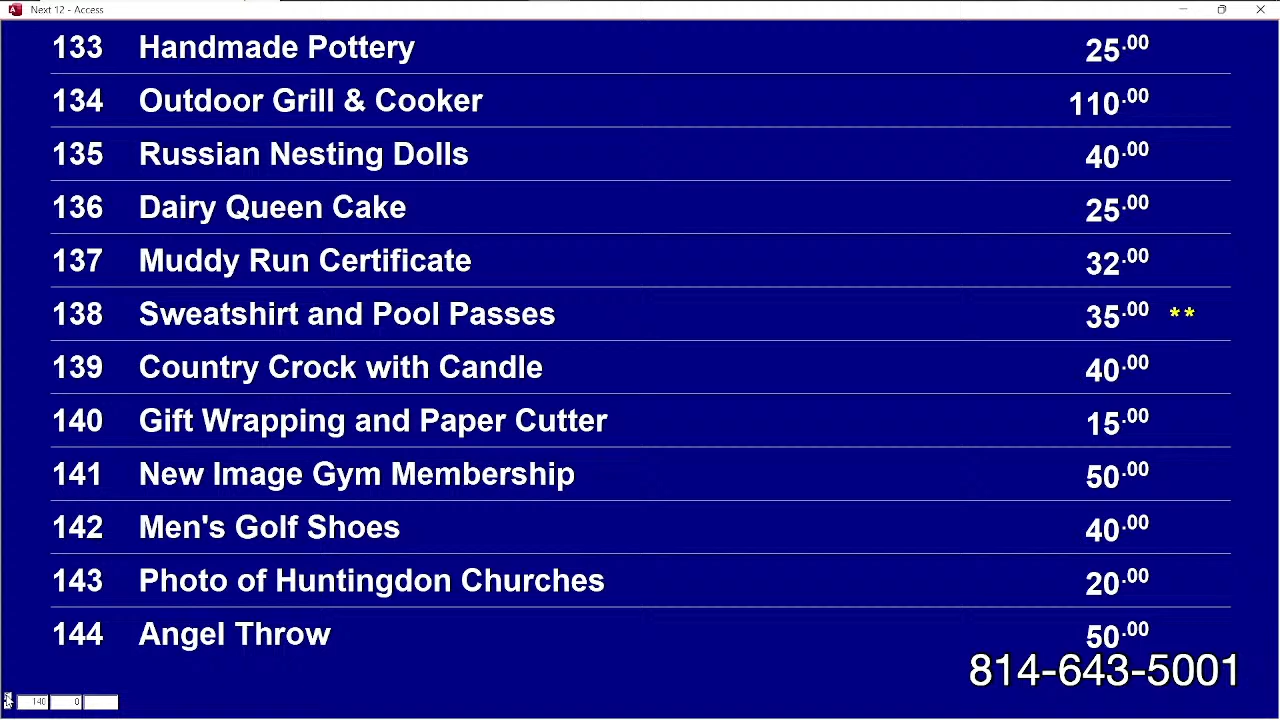 Next 12 - Access
133 Handmade Pottery 25.00
134 Outdoor Grill & Cooker 110.00
135 Russian Nesting Dolls 40.00
136 Dairy Queen Cake 25.00
137 Muddy Run Certificate 32.00
138 Sweatshirt and Pool Passes 35.00 **
139 Country Crock with Candle 40.00
140 Gift Wrapping and Paper Cutter 15.00
141 New Image Gym Membership 50.00
142 Men's Golf Shoes 40.00
143 Photo of Huntingdon Churches 20.00
144 Angel Throw 50.00
814-643-5001
140 0